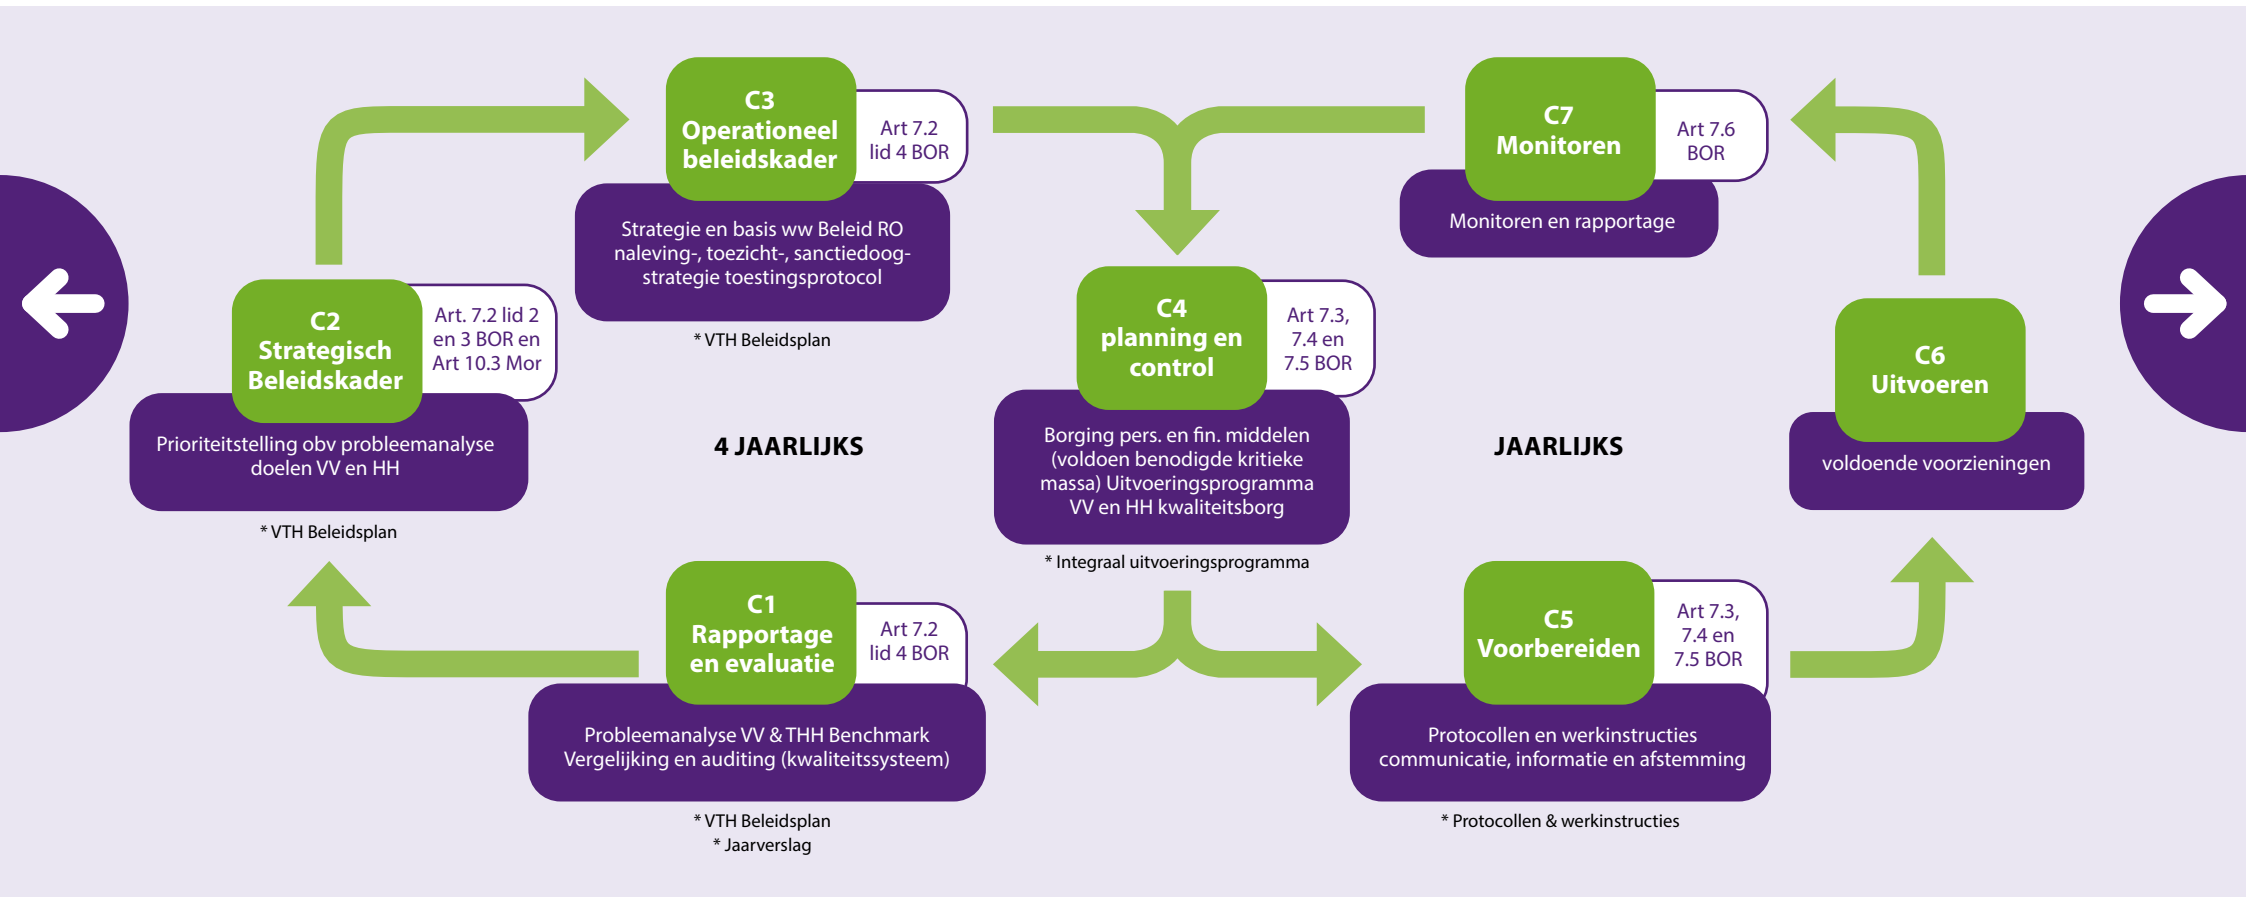 C3
Operationeel
beleidskader
Art 7.2
lid 4 BOR
Strategie en basis ww Beleid RO
naleving-, toezicht-, sanctiedoog-
strategie toestingsprotocol
* VTH Beleidsplan
C7
Monitoren
Art 7.6
BOR
Monitoren en rapportage
C2
Strategisch
Beleidskader
Art. 7.2 lid 2
en 3 BOR en
Art 10.3 Mor
Prioriteitstelling obv probleemanalyse
doelen VV en HH
* VTH Beleidsplan
4 JAARLIJKS
C4
planning en
control
Art 7.3,
7.4 en
7.5 BOR
Borging pers. en fin. middelen
(voldoen benodigde kritieke
massa) Uitvoeringsprogramma
VV en HH kwaliteitsborg
* Integraal uitvoeringsprogramma
JAARLIJKS
C6
Uitvoeren
voldoende voorzieningen
C1
Rapportage
en evaluatie
Art 7.2
lid 4 BOR
Probleemanalyse VV & THH Benchmark
Vergelijking en auditing (kwaliteitssysteem)
* VTH Beleidsplan
* Jaarverslag
C5
Voorbereiden
Art 7.3,
7.4 en
7.5 BOR
Protocollen en werkinstructies
communicatie, informatie en afstemming
* Protocollen & werkinstructies